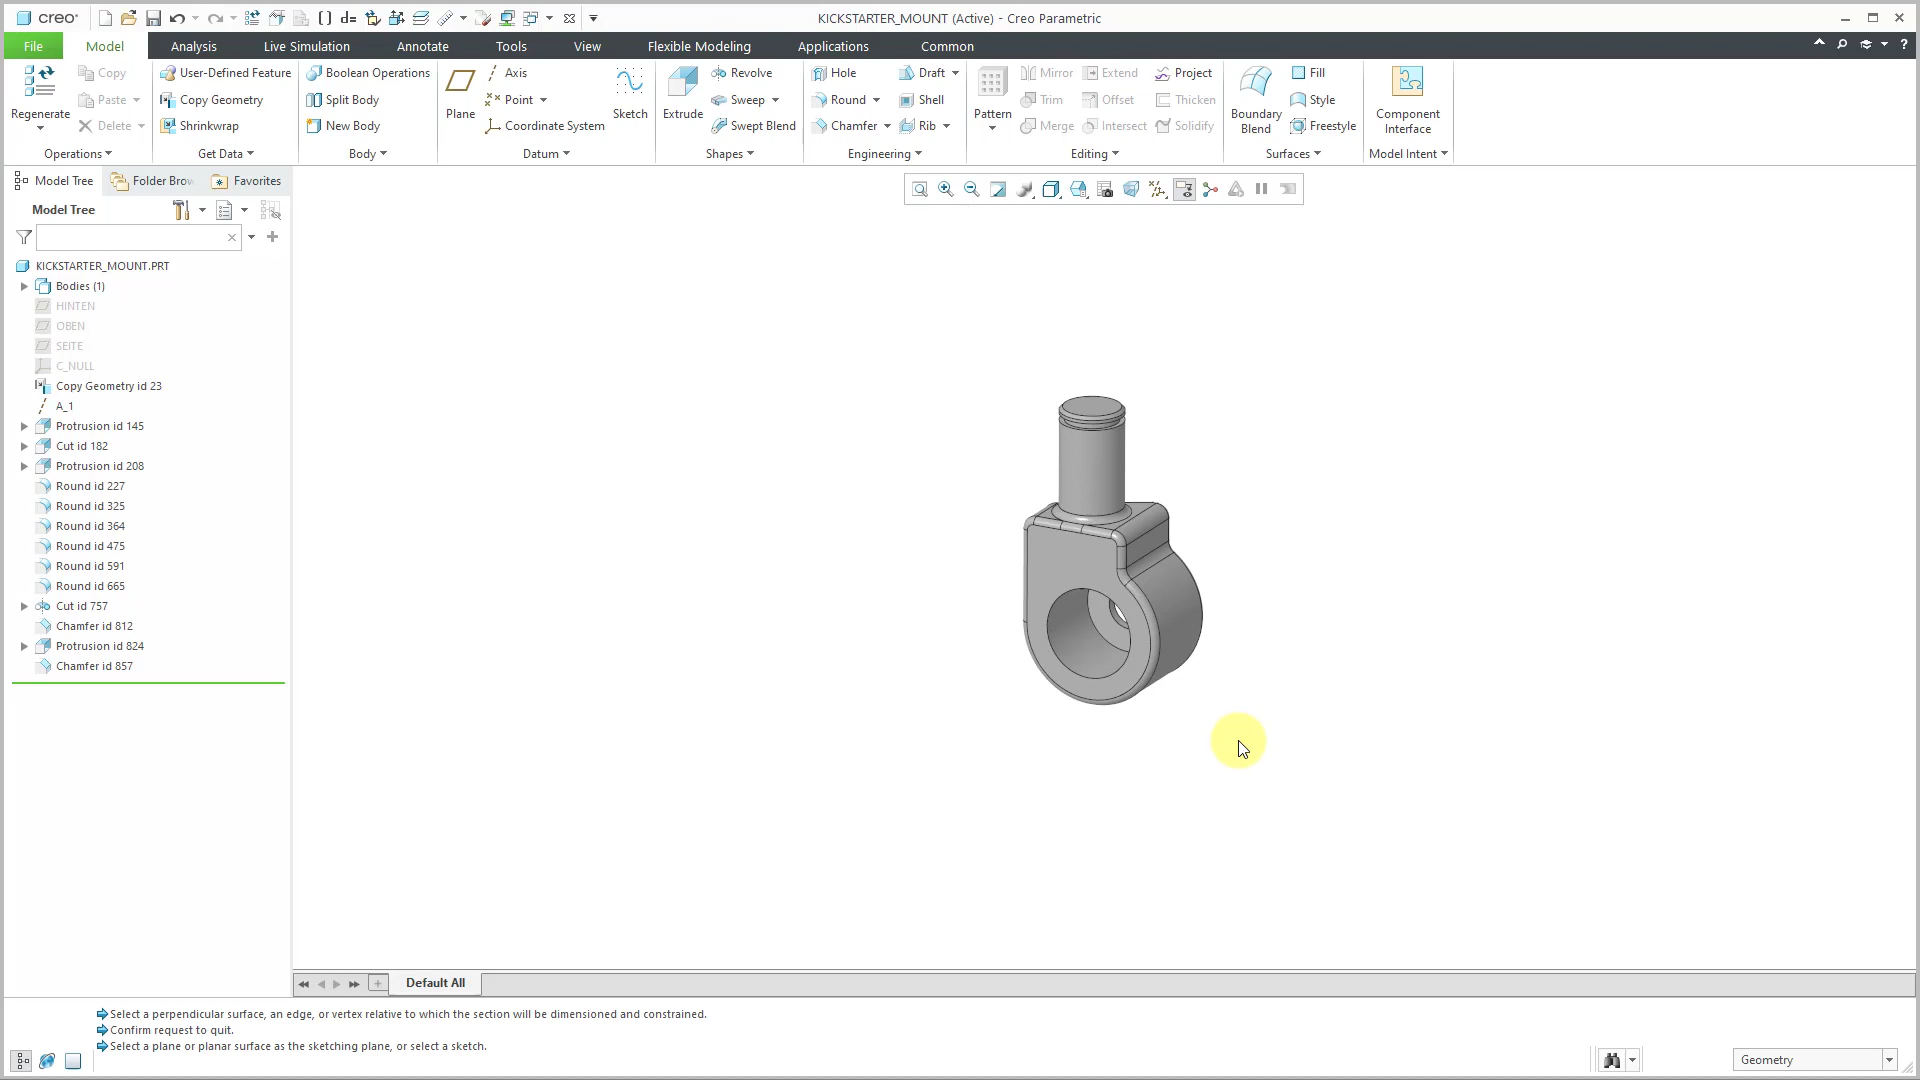 creo
KICKSTARTER_MOUNT (Active) - Creo Parametric
File
Model
Analysis
Live Simulation
Annotate
Tools
View
Flexible Modeling
Applications
Common
Regenerate
Copy
Paste
Delete
Operations
User-Defined Feature
Copy Geometry
Shrinkwrap
Get Data
Boolean Operations
Split Body
New Body
Body
Plane
Axis
Point
Coordinate System
Sketch
Datum
Extrude
Revolve
Sweep
Swept Blend
Shapes
Hole
Round
Chamfer
Draft
Shell
Rib
Engineering
Pattern
Mirror
Trim
Merge
Extend
Offset
Intersect
Project
Thicken
Solidify
Editing
Boundary
Blend
Fill
Style
Freestyle
Surfaces
Component
Interface
Model Intent
Model Tree
Folder Brow
Favorites
Model Tree
KICKSTARTER_MOUNT.PRT
Bodies (1)
HINTEN
OBEN
SEITE
C_NULL
Copy Geometry id 23
A_1
Protrusion id 145
Cut id 182
Protrusion id 208
Round id 227
Round id 325
Round id 364
Round id 475
Round id 591
Round id 665
Cut id 757
Chamfer id 812
Protrusion id 824
Chamfer id 857
Default All
Select a perpendicular surface, an edge, or vertex relative to which the section will be dimensioned and constrained.
Confirm request to quit.
Select a plane or planar surface as the sketching plane, or select a sketch.
Geometry